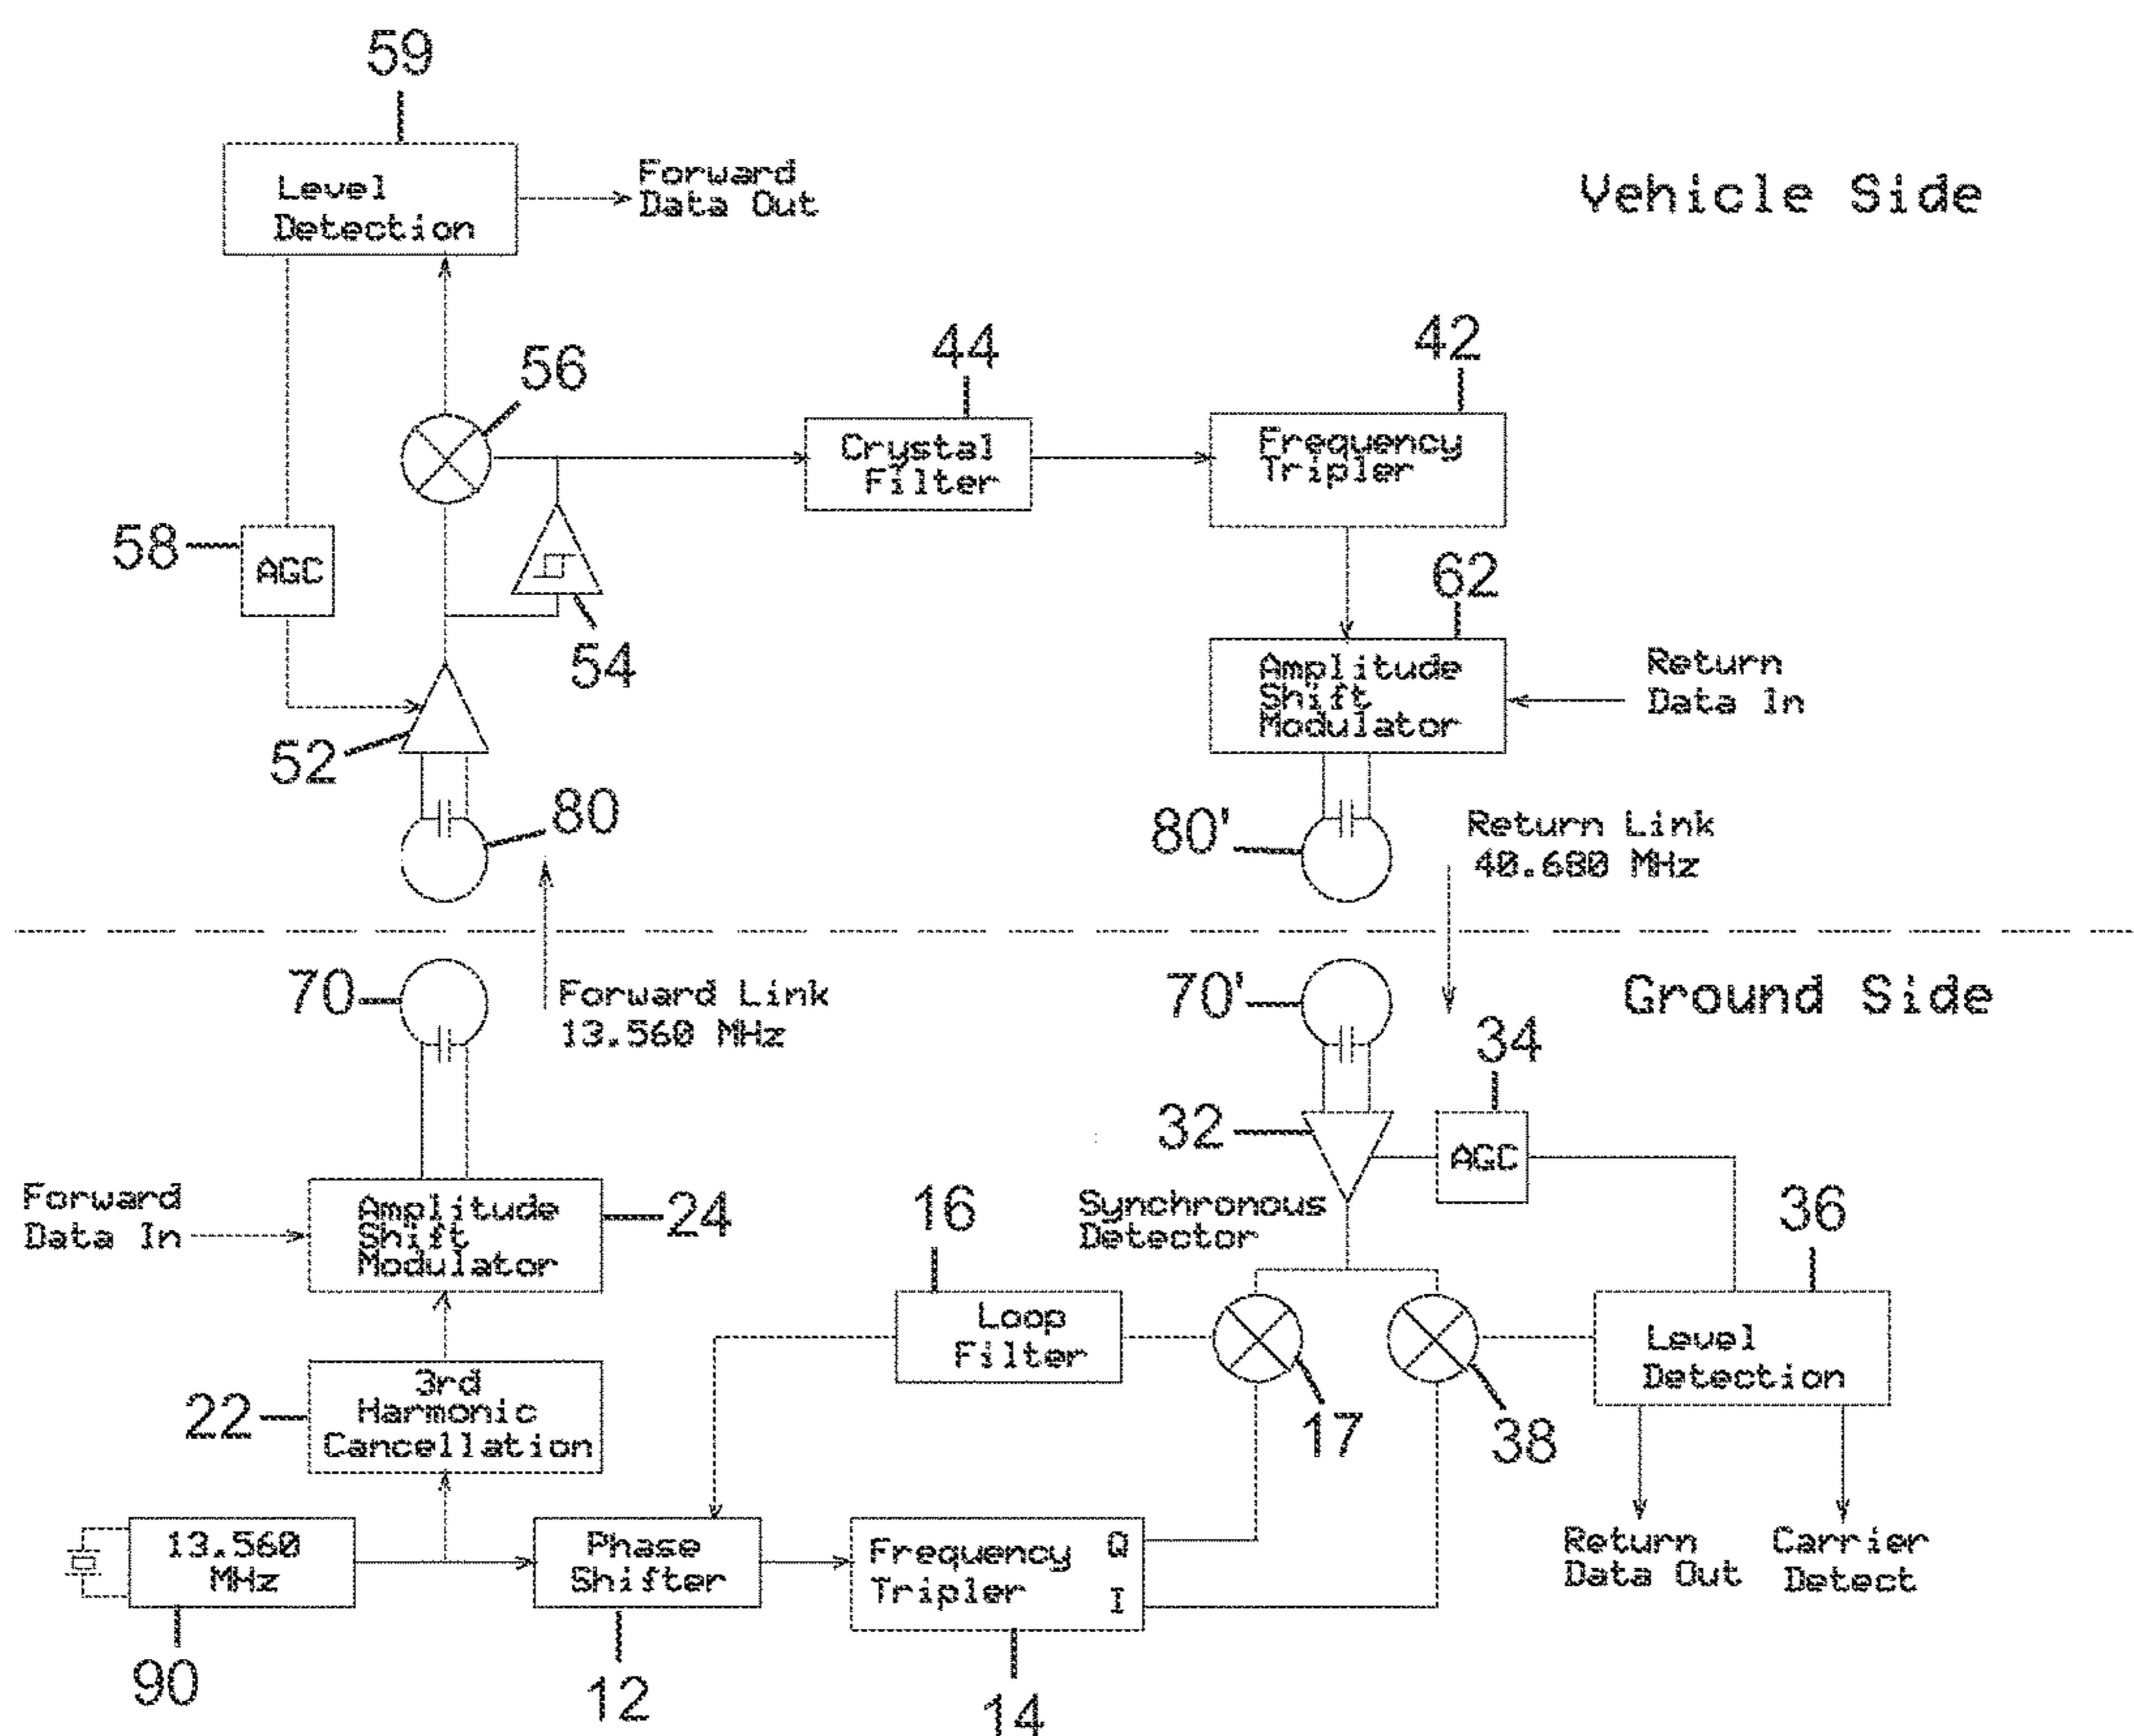 59
Level
Detection
Forward
Data Out
Vehicle Side
56
44
42
Crystal
Filter
Frequency
Tripler
58
AGC
54
62
Amplitude
Shift
Modulator
Return
Data In
52
80
80'
Return Link
40.680 MHz
70
Forward Link
13.560 MHz
70'
Ground Side
34
32
AGC
Forward
Data In
Amplitude
Shift
Modulator
24
Synchronous
Detector
16
36
Loop
Filter
Level
Detection
22
3rd
Harmonic
Cancellation
17
38
13.560
MHz
Phase
Shifter
Frequency
Tripler
Q
I
Return
Data Out
Carrier
Detect
90
12
14